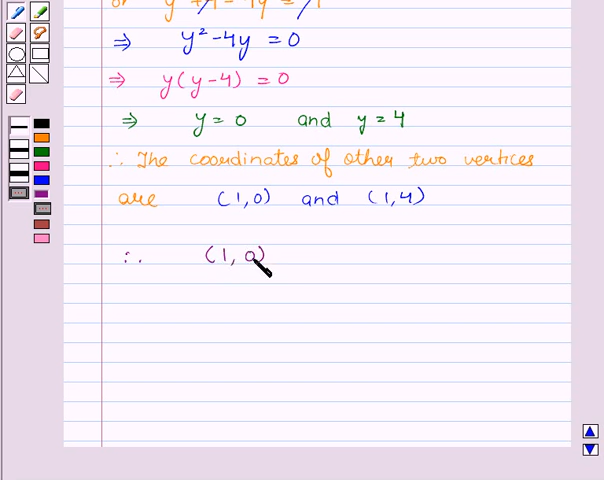 ⇒ y² - 4y = 0
⇒ y(y-4) = 0
⇒ y = 0 and y = 4
∴ The coordinates of other two vertices
are (1,0) and (1,4)
∴ (1,0)